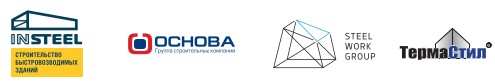 INSTEEL
СТРОИТЕЛЬСТВО
БЫСТРОВОЗВОДИМЫХ
ЗДАНИЙ
ОСНОВА
Группа строительных компаний
STEEL
WORK
GROUP
ТермаСтил